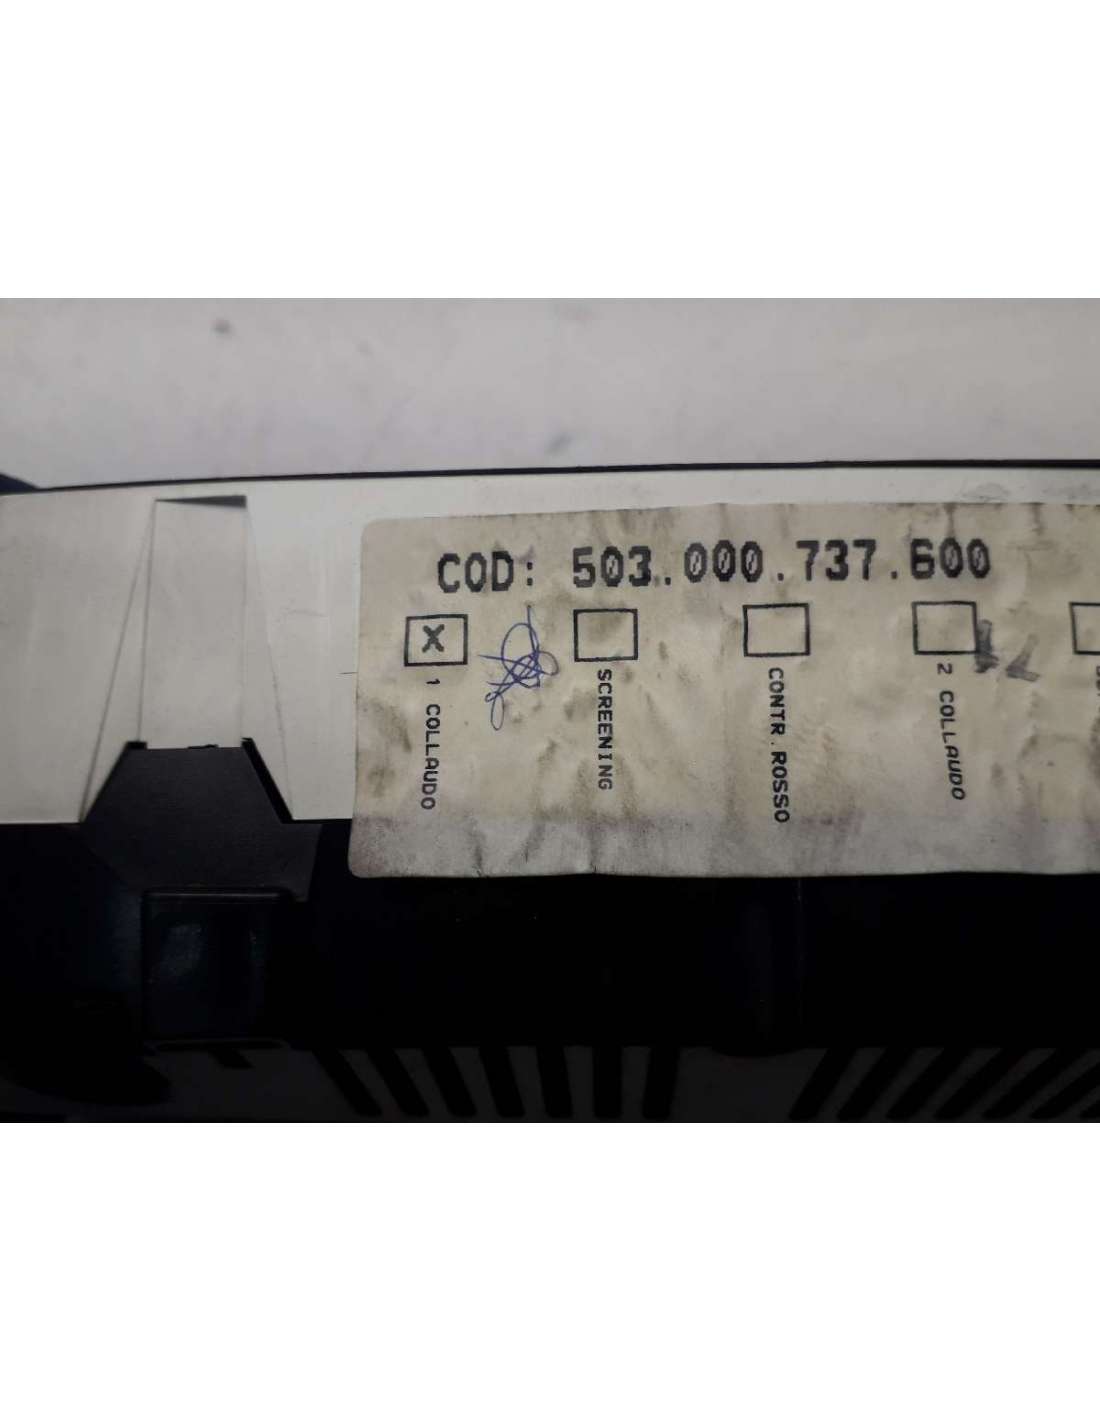 COD: 503.000.737.600
X
1 COLLAUDO
SCREENING
CONTR.ROSSO
2 COLLAUDO